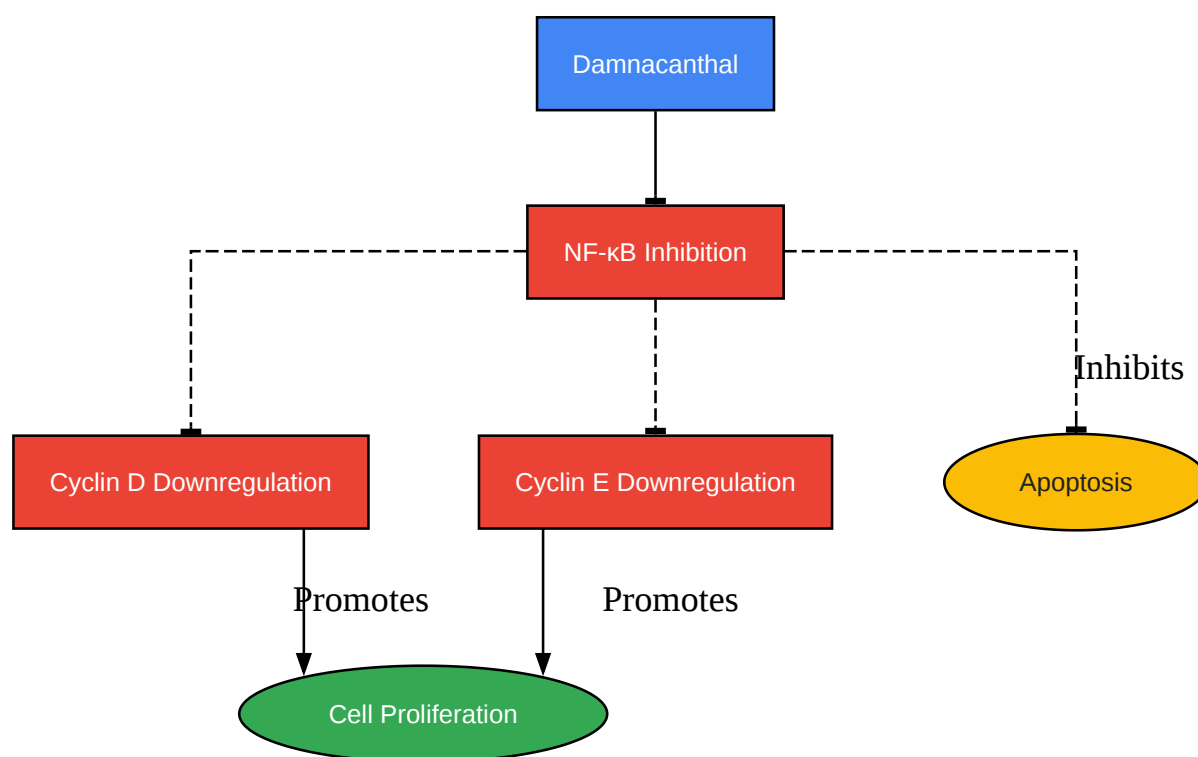 Damnacanthal
NF-κB Inhibition
Inhibits
Cyclin D Downregulation
Cyclin E Downregulation
Apoptosis
Promotes
Promotes
Cell Proliferation